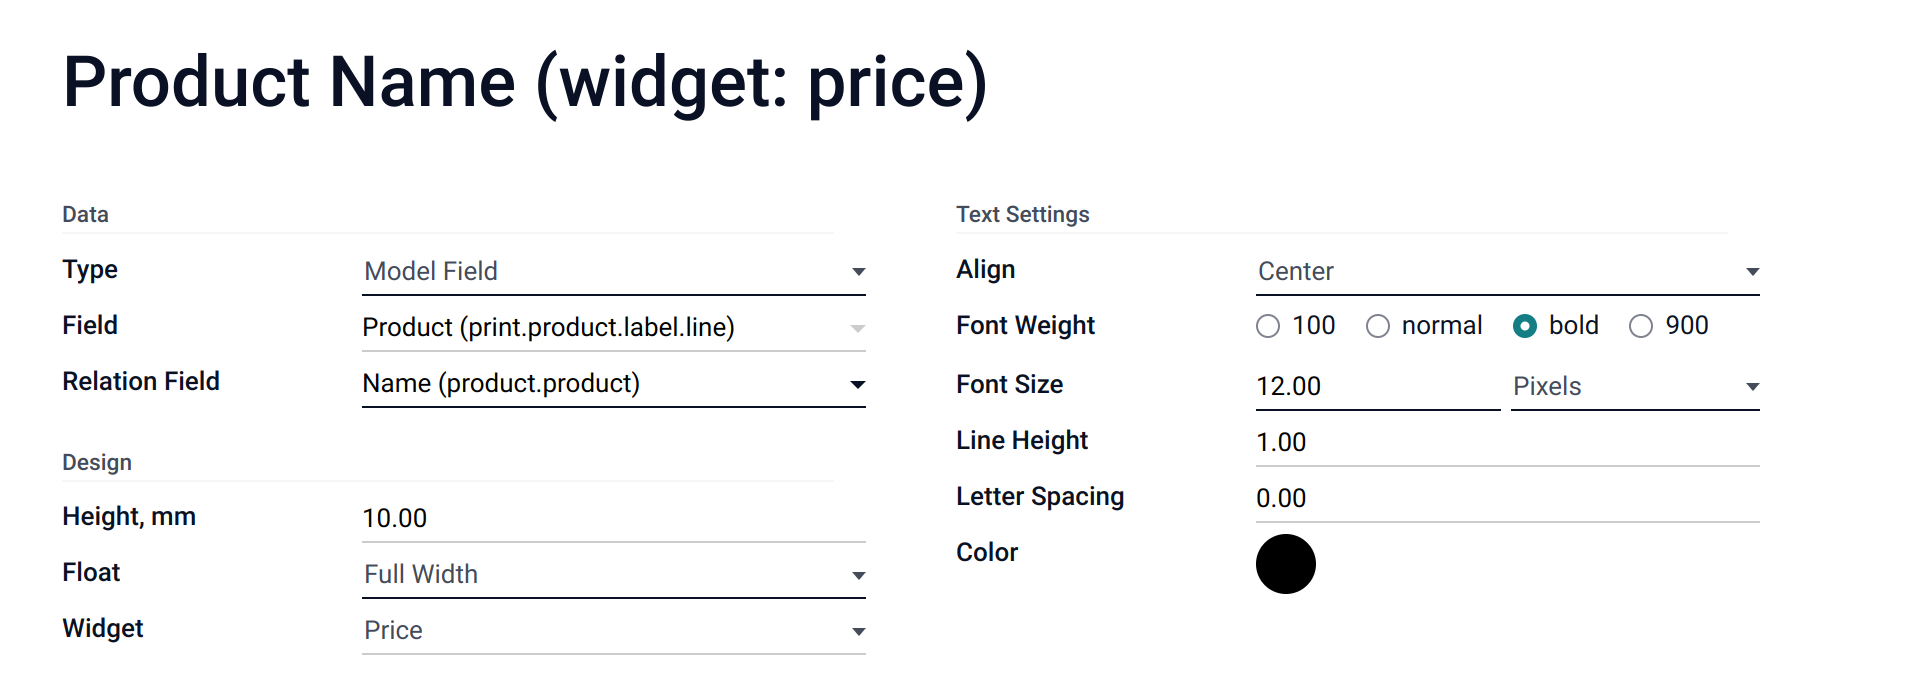 Product Name (widget: price)
Data
Type Model Field
Field Product (print.product.label.line)
Relation Field Name (product.product)
Design
Height, mm 10.00
Float Full Width
Widget Price
Text Settings
Align Center
Font Weight 100 normal bold 900
Font Size 12.00 Pixels
Line Height 1.00
Letter Spacing 0.00
Color